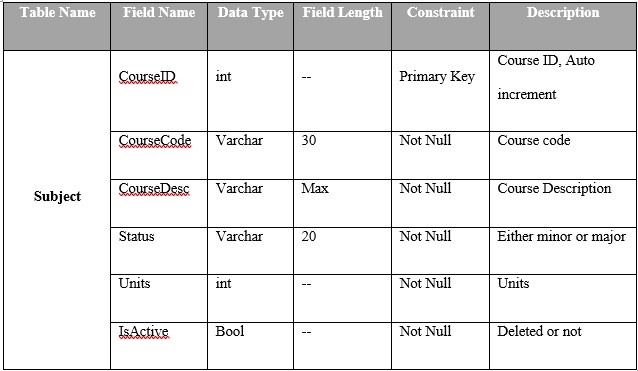 Table Name Field Name Data Type Field Length Constraint Description
Subject
CourseID int -- Primary Key Course ID, Auto
increment
CourseCode Varchar 30 Not Null Course code
CourseDesc Varchar Max Not Null Course Description
Status Varchar 20 Not Null Either minor or major
Units int -- Not Null Units
IsActive Bool -- Not Null Deleted or not